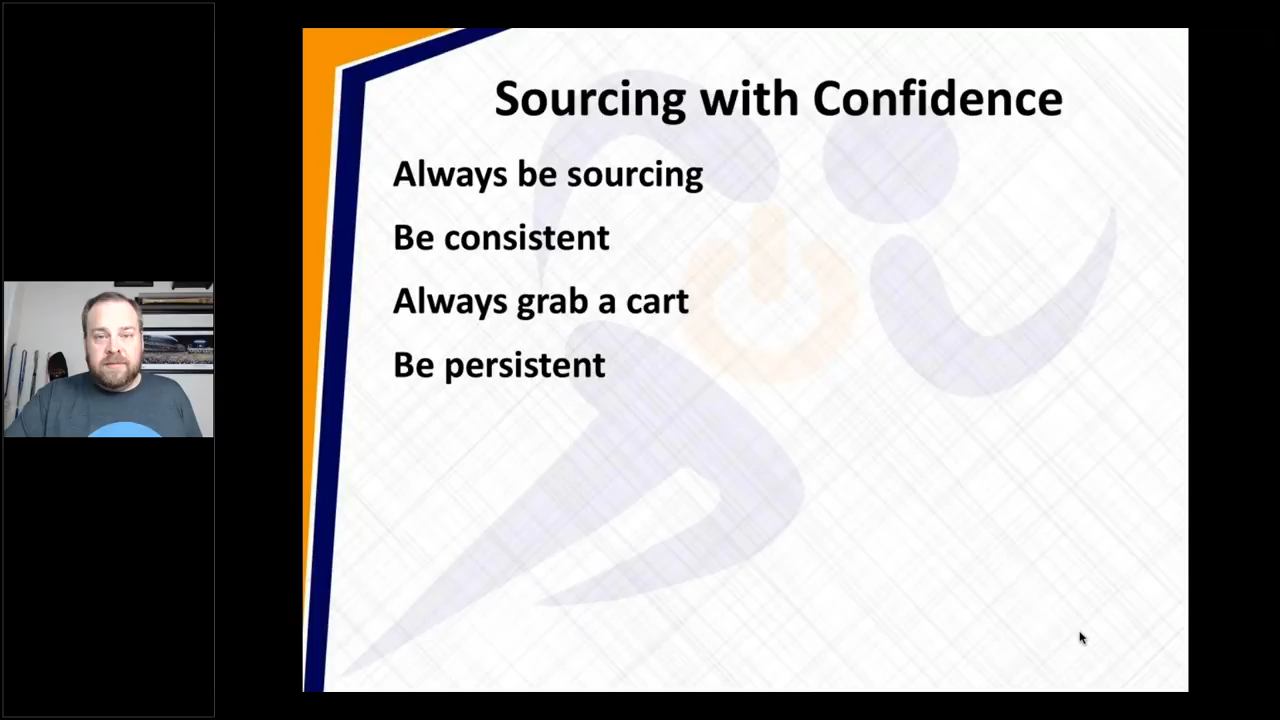 Sourcing with Confidence
Always be sourcing
Be consistent
Always grab a cart
Be persistent